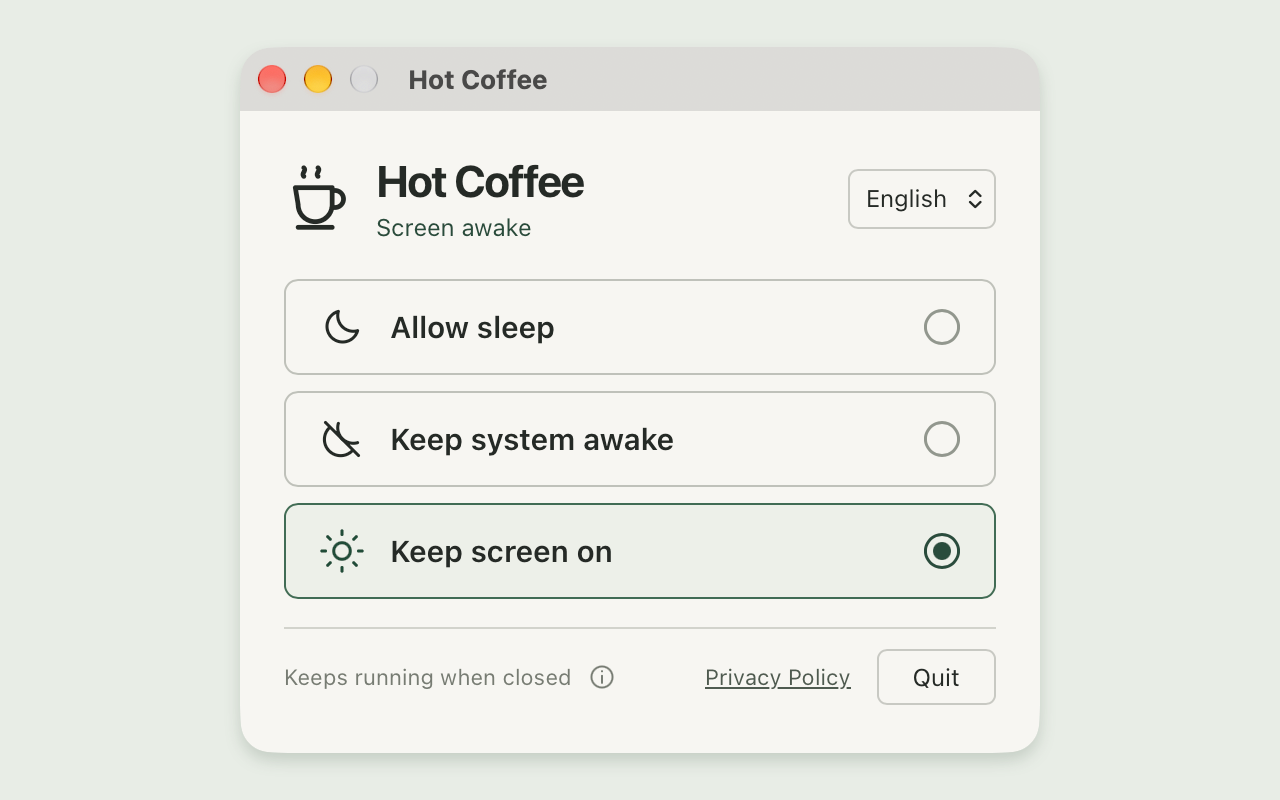 Hot Coffee
Hot Coffee
Screen awake
English
Allow sleep
Keep system awake
Keep screen on
Keeps running when closed
Privacy Policy
Quit